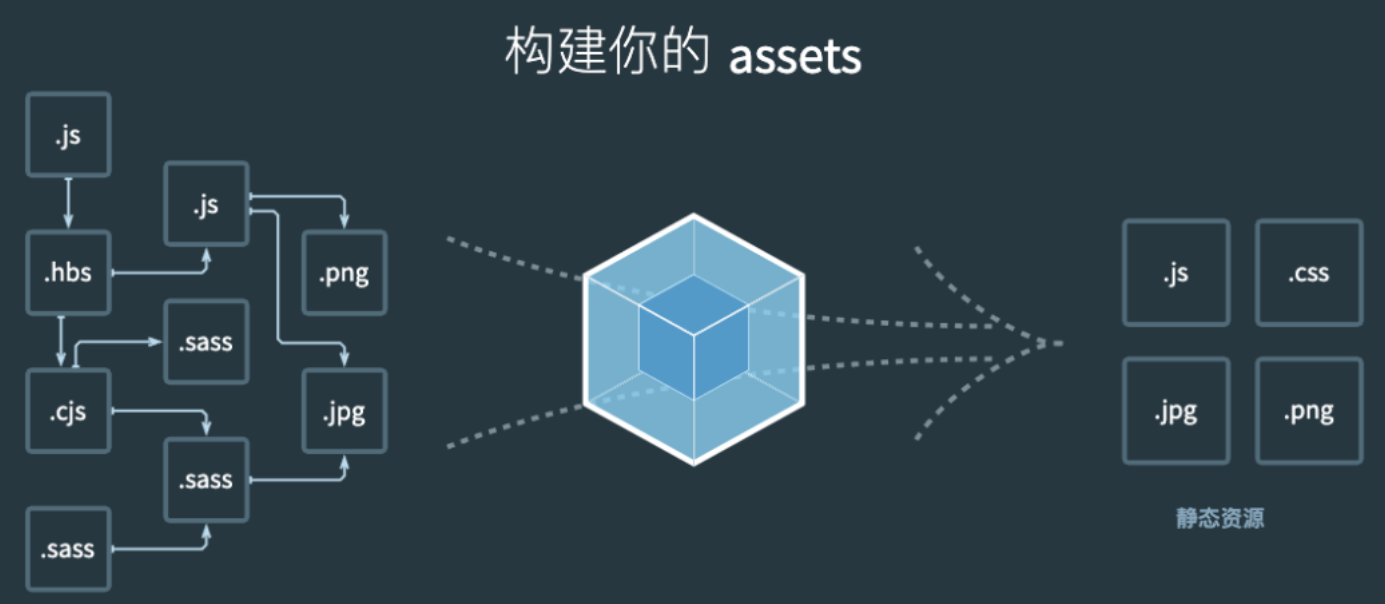 构建你的 assets
.js
.js
.hbs
.png
.sass
.cjs
.jpg
.sass
.sass
.js
.css
.jpg
.png
静态资源